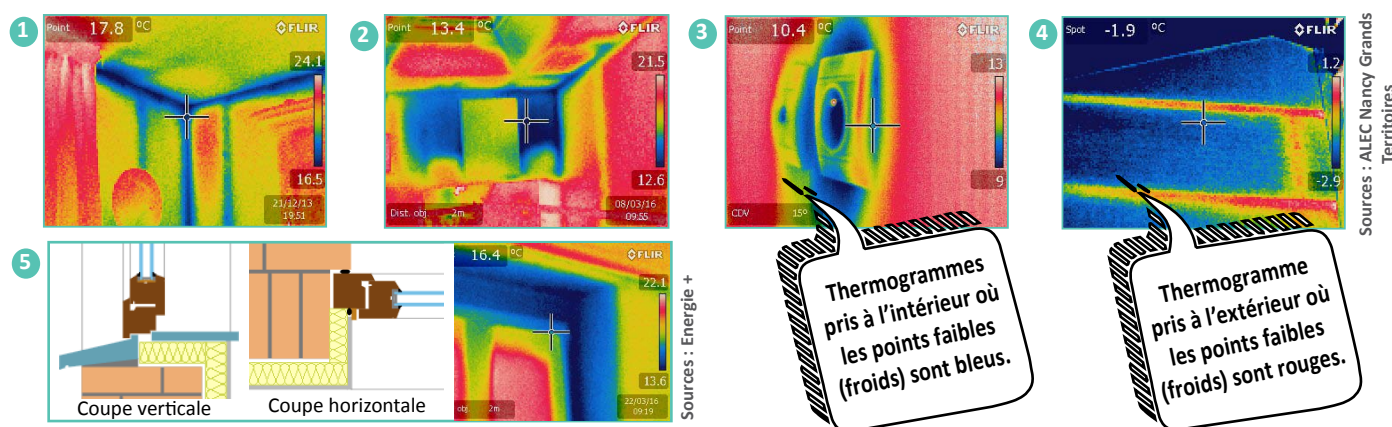 1
Point 17.8 °C
FLIR
24.1
16.5
21/12/13
19:51
2
Point 13.4 °C
FLIR
21.5
12.6
Dist. obj. 2m
08/03/16
09:55
3
Point 10.4 °C
FLIR
13
9
CDV 15°
Thermogrammes
pris à l'intérieur où
les points faibles
(froids) sont bleus.
4
Spot -1.9 °C
FLIR
1.2
-2.9
Thermogramme
pris à l'extérieur où
les points faibles
(froids) sont rouges.
Sources : ALEC Nancy Grands
Territoires
5
Coupe verticale
Coupe horizontale
16.4 °C
FLIR
22.1
13.6
obj. 2m
22/03/16
09:19
Sources : Energie +